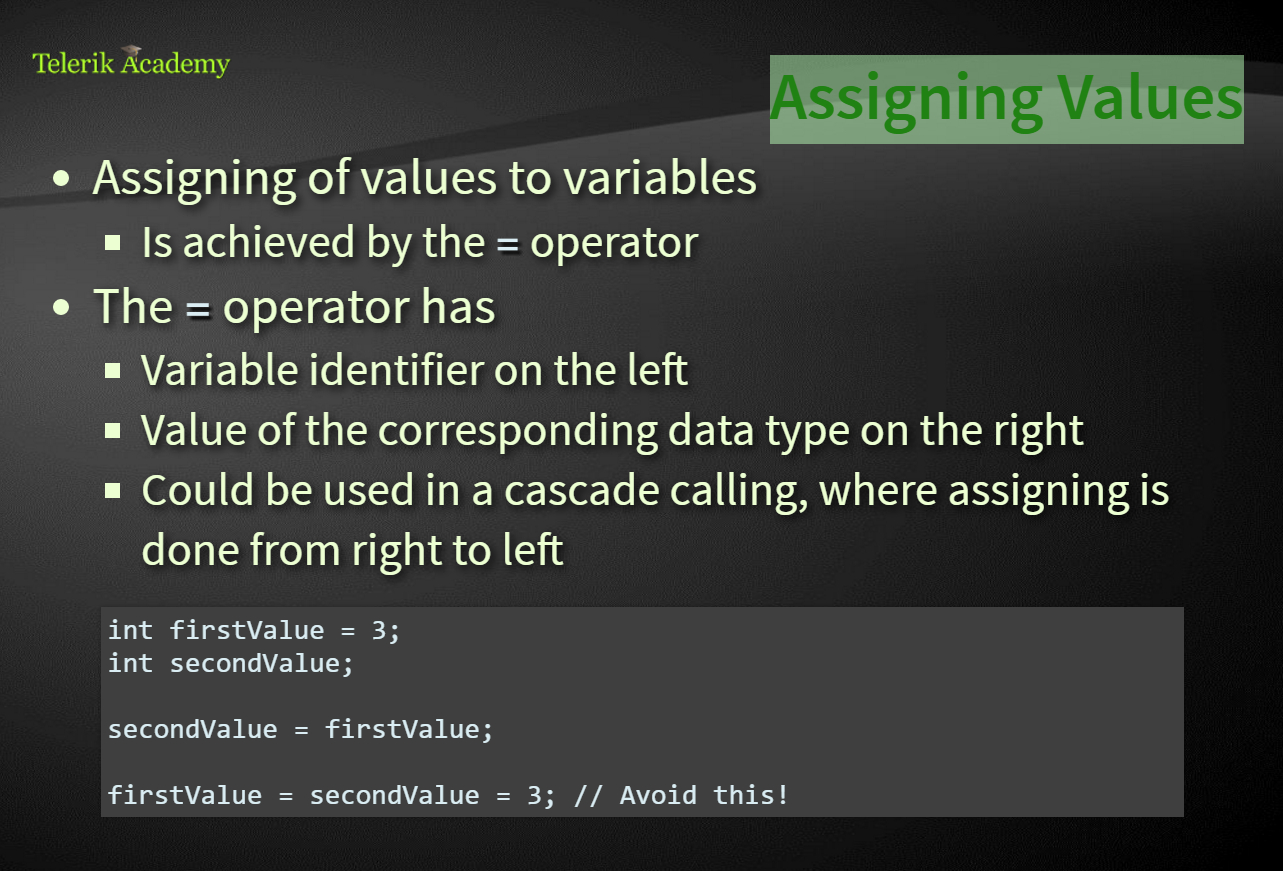 Telerik Academy
Assigning Values
• Assigning of values to variables
▪ Is achieved by the = operator
• The = operator has
▪ Variable identifier on the left
▪ Value of the corresponding data type on the right
▪ Could be used in a cascade calling, where assigning is
done from right to left
int firstValue = 3;
int secondValue;
secondValue = firstValue;
firstValue = secondValue = 3; // Avoid this!